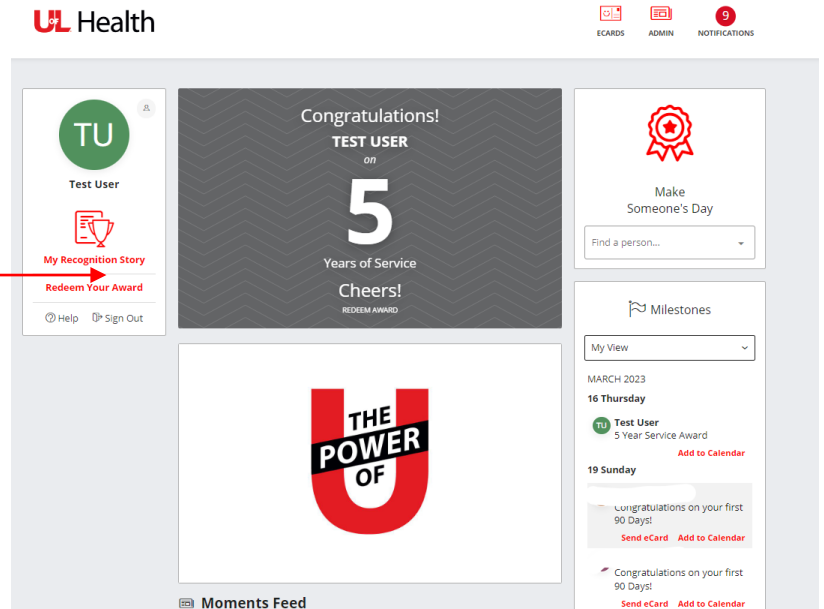 UofL Health
ECARDS
ADMIN
9
NOTIFICATIONS
TU
Test User
My Recognition Story
Redeem Your Award
Help
Sign Out
Congratulations!
TEST USER
on
5
Years of Service
Cheers!
REDEEM AWARD
THE
POWER
OF
U
Moments Feed
Make
Someone's Day
Find a person...
Milestones
My View
MARCH 2023
16 Thursday
TU
Test User
5 Year Service Award
Add to Calendar
19 Sunday
Congratulations on your first
90 Days!
Send eCard Add to Calendar
Congratulations on your first
90 Days!
Send eCard Add to Calendar